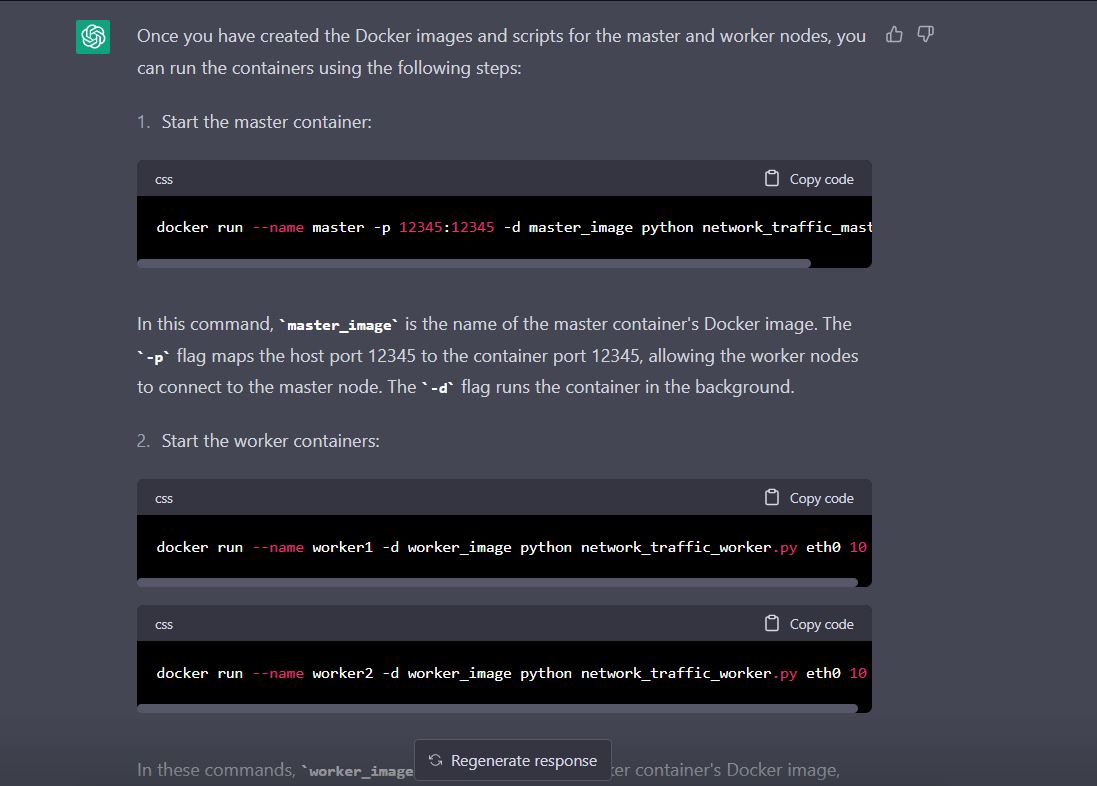 Once you have created the Docker images and scripts for the master and worker nodes, you
can run the containers using the following steps:
1. Start the master container:
css
Copy code
docker run --name master -p 12345:12345 -d master_image python network_traffic_mast
In this command, `master_image` is the name of the master container's Docker image. The
`-p` flag maps the host port 12345 to the container port 12345, allowing the worker nodes
to connect to the master node. The `-d` flag runs the container in the background.
2. Start the worker containers:
css
Copy code
docker run --name worker1 -d worker_image python network_traffic_worker.py eth0 10
css
Copy code
docker run --name worker2 -d worker_image python network_traffic_worker.py eth0 10
Regenerate response
In these commands, `worker_image ker container's Docker image,